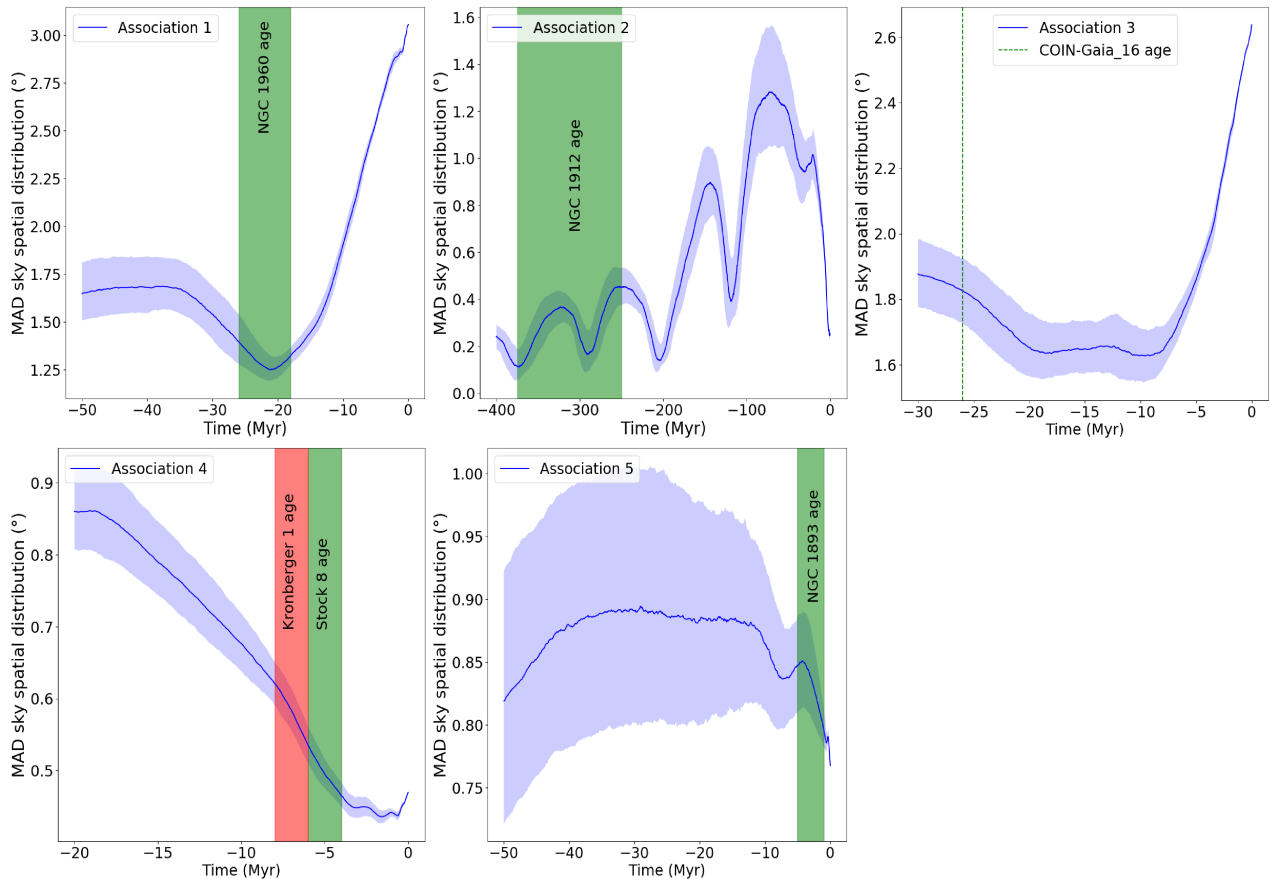 Association 1
NGC 1960 age
MAD sky spatial distribution (°)
3.00
2.75
2.50
2.25
2.00
1.75
1.50
1.25
−50 −40 −30 −20 −10 0
Time (Myr)
Association 2
NGC 1912 age
MAD sky spatial distribution (°)
1.6
1.4
1.2
1.0
0.8
0.6
0.4
0.2
0.0
−400 −300 −200 −100 0
Time (Myr)
Association 3
COIN-Gaia_16 age
MAD sky spatial distribution (°)
2.6
2.4
2.2
2.0
1.8
1.6
−30 −25 −20 −15 −10 −5 0
Time (Myr)
Association 4
Kronberger 1 age
Stock 8 age
MAD sky spatial distribution (°)
0.9
0.8
0.7
0.6
0.5
−20 −15 −10 −5 0
Time (Myr)
Association 5
NGC 1893 age
MAD sky spatial distribution (°)
1.00
0.95
0.90
0.85
0.80
0.75
−50 −40 −30 −20 −10 0
Time (Myr)